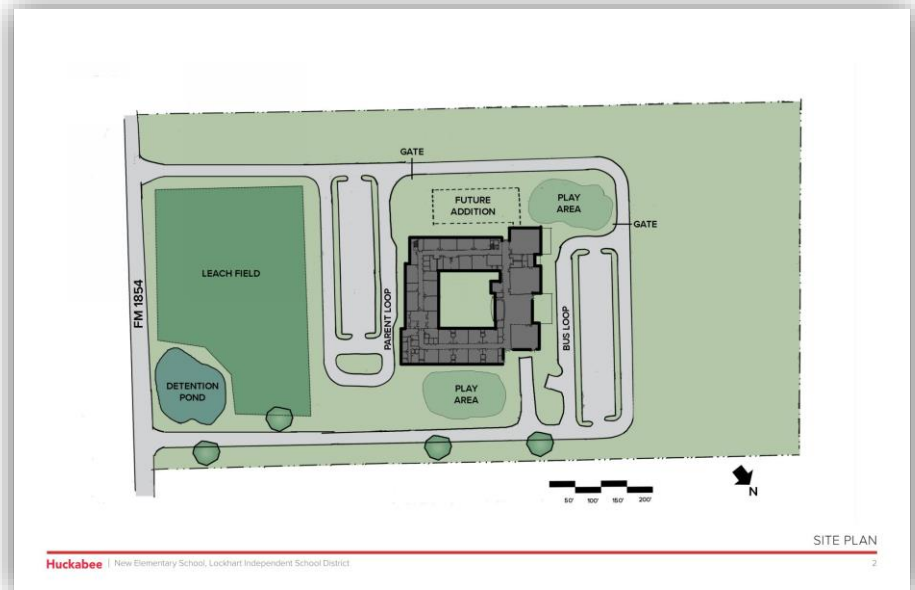 GATE
FUTURE
ADDITION
PLAY
AREA
GATE
LEACH FIELD
FM 1854
PARENT LOOP
BUS LOOP
DETENTION
POND
PLAY
AREA
50' 100' 150' 200'
N
SITE PLAN
Huckabee | New Elementary School, Lockhart Independent School District
2